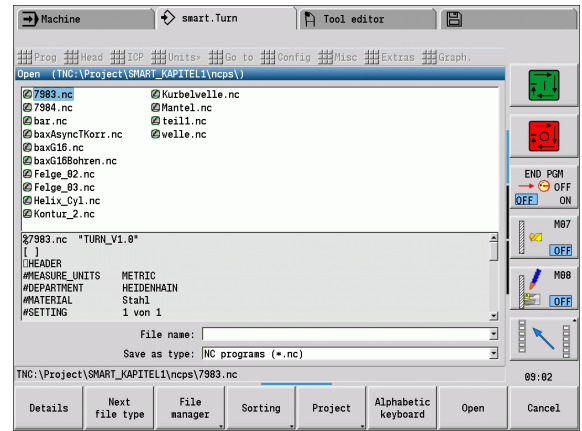 Machine
smart.Turn
Tool editor
Prog Head ICP Units» Go to Config Misc Extras Graph.
Open (TNC:\Project\SMART_KAPITEL1\ncps\)
7983.nc Kurbelwelle.nc
7984.nc Mantel.nc
bar.nc teil1.nc
baxAsyncTKorr.nc welle.nc
baxG16.nc
baxG16Bohren.nc
Felge_02.nc
Felge_03.nc
Helix_Cyl.nc
Kontur_2.nc
%7983.nc "TURN_V1.0"
[ ]
HEADER
#MEASURE_UNITS METRIC
#DEPARTMENT HEIDENHAIN
#MATERIAL Stahl
#SETTING 1 von 1
File name:
Save as type: NC programs (*.nc)
TNC:\Project\SMART_KAPITEL1\ncps\7983.nc
END PGM
OFF
OFF ON
M07
OFF
M08
OFF
09:02
Details
Next file type
File manager
Sorting
Project
Alphabetic keyboard
Open
Cancel